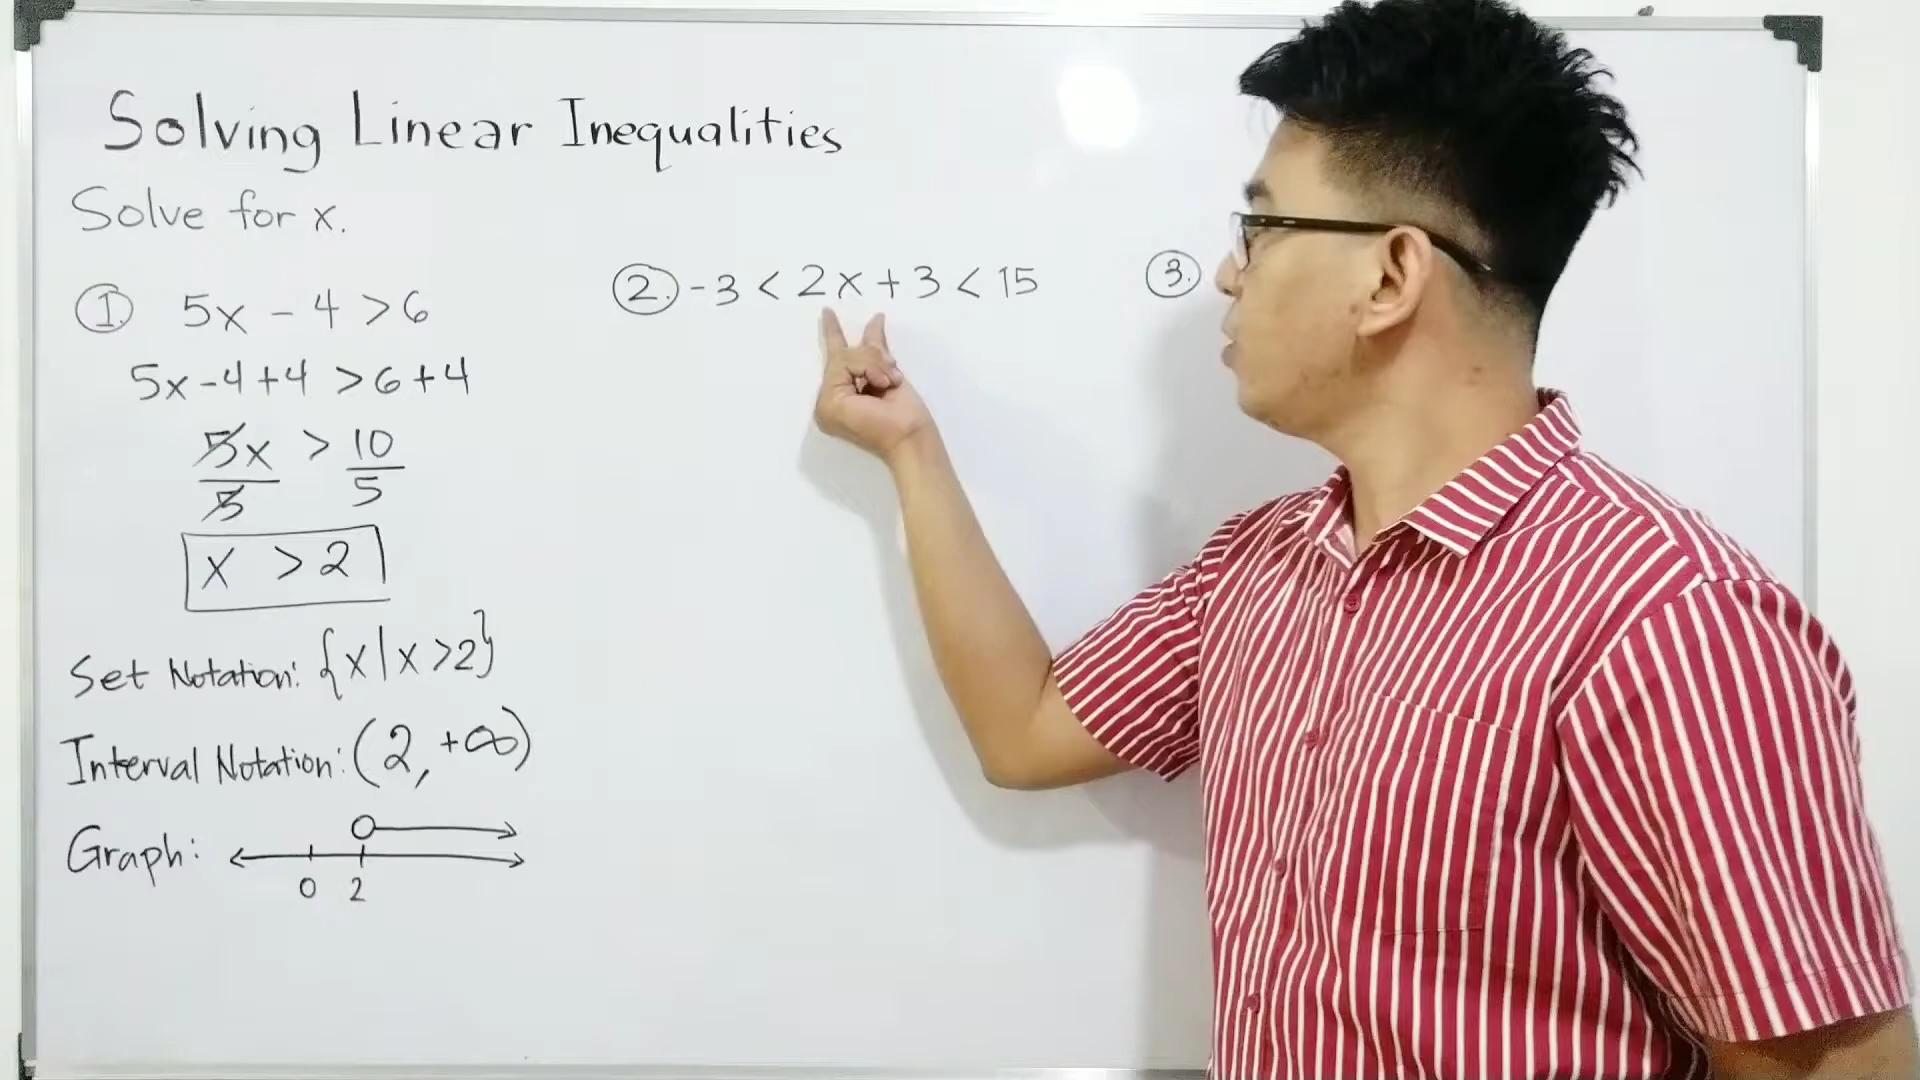 Solving Linear Inequalities
Solve for x.
1. 5x - 4 > 6
5x-4+4 > 6+4
5x/5 > 10/5
x > 2
Set Notation: {x|x>2}
Interval Notation: (2, +∞)
Graph:
0 2
2. -3 < 2x+3 < 15
3.